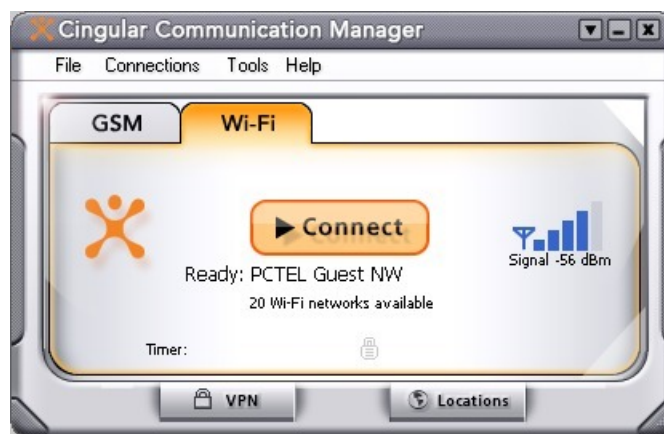 Cingular Communication Manager
File Connections Tools Help
GSM Wi-Fi
Connect
Signal -56 dBm
Ready: PCTEL Guest NW
20 Wi-Fi networks available
Timer:
VPN Locations